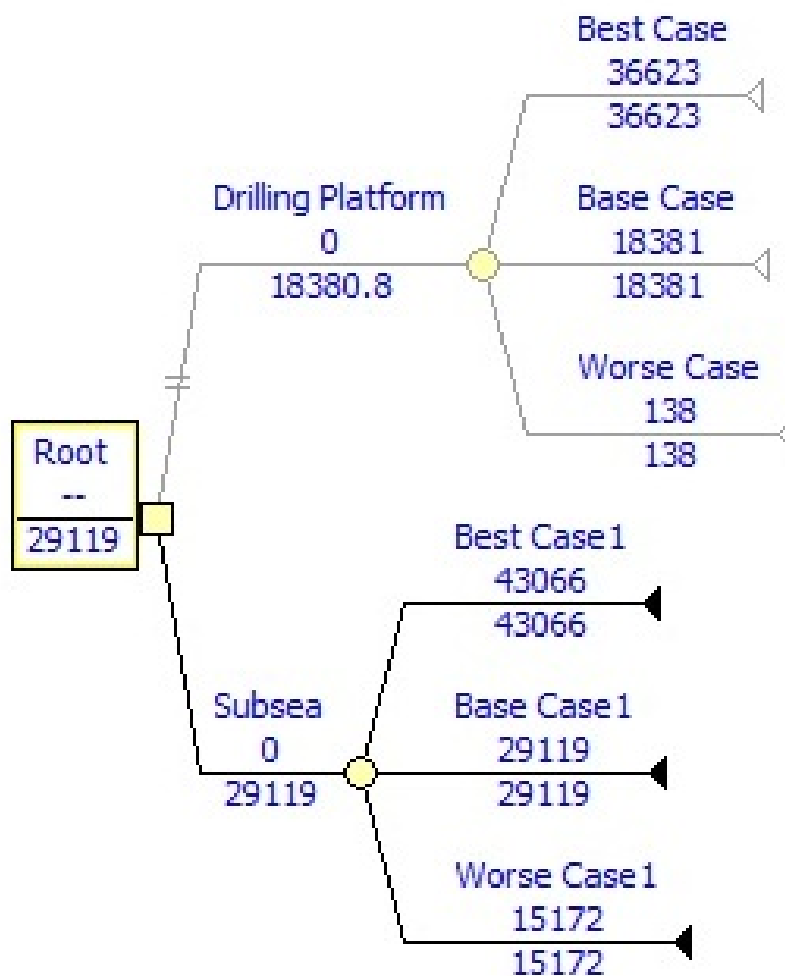 Best Case
36623
36623
Drilling Platform
0
18380.8
Base Case
18381
18381
Worse Case
138
138
Root
--
29119
Best Case1
43066
43066
Subsea
0
29119
Base Case1
29119
29119
Worse Case1
15172
15172